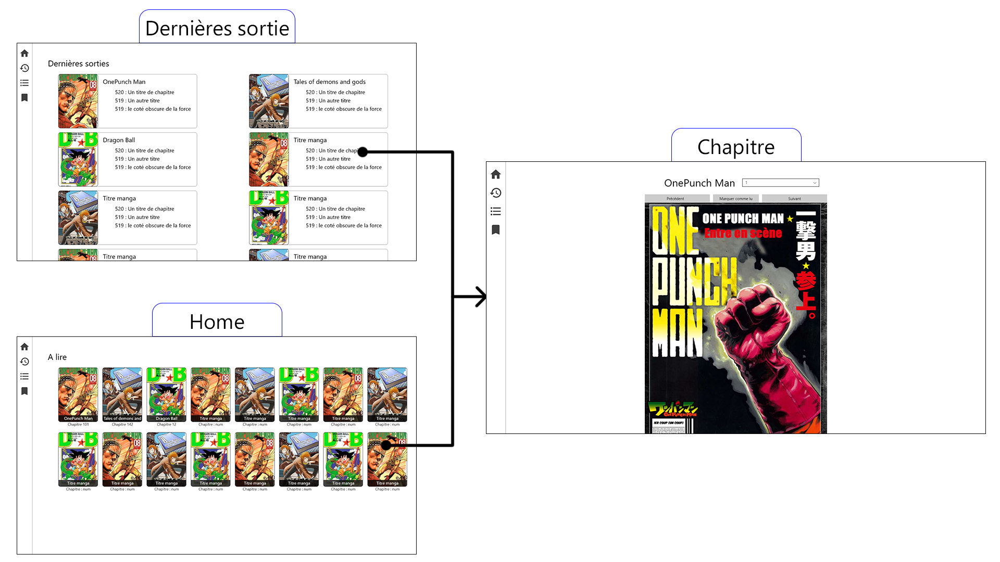 Dernières sortie
Dernières sorties
OnePunch Man
520 : Un titre de chapitre
519 : Un autre titre
519 : le coté obscure de la force
Tales of demons and gods
520 : Un titre de chapitre
519 : Un autre titre
519 : le coté obscure de la force
Dragon Ball
520 : Un titre de chapitre
519 : Un autre titre
519 : le coté obscure de la force
Titre manga
520 : Un titre de chapi
519 : Un autre titre
519 : le coté obscure de la force
Titre manga
520 : Un titre de chapitre
519 : Un autre titre
519 : le coté obscure de la force
Titre manga
520 : Un titre de chapitre
519 : Un autre titre
519 : le coté obscure de la force
Titre manga
Titre manga
Home
A lire
OnePunch Man
Tales of demons and
Dragon Ball
Titre manga
Titre manga
Titre manga
Titre manga
Titre manga
Chapitre 101
Chapitre 142
Chapitre 12
Chapitre : num
Chapitre : num
Chapitre : num
Chapitre : num
Chapitre : num
Titre manga
Titre manga
Titre manga
Titre manga
Titre manga
Titre manga
Titre manga
Titre manga
Chapitre : num
Chapitre : num
Chapitre : num
Chapitre : num
Chapitre : num
Chapitre : num
Chapitre : num
Chapitre : num
Chapitre
OnePunch Man
1
Précédent
Marquer comme lu
Suivant
ONE
PUNCH
MAN
ONE PUNCH MAN
Entre en scène
一撃男
参上。
ワンパンマン
ONEPUNCH-MAN
1ER COUP (UN COUP)